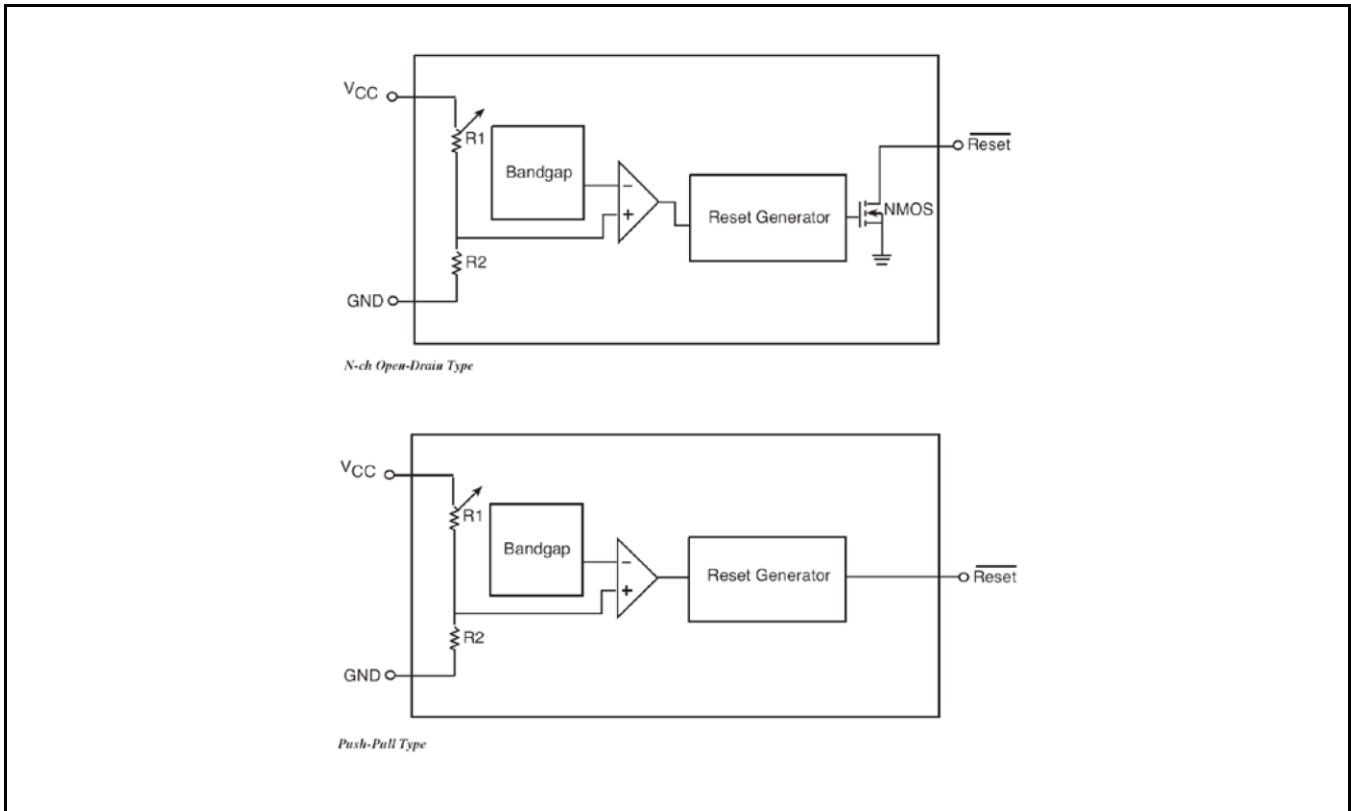 VCC
R1
Bandgap
−
+
Reset Generator
NMOS
Reset
R2
GND
N-ch Open-Drain Type
VCC
R1
Bandgap
−
+
Reset Generator
Reset
R2
GND
Push-Pull Type